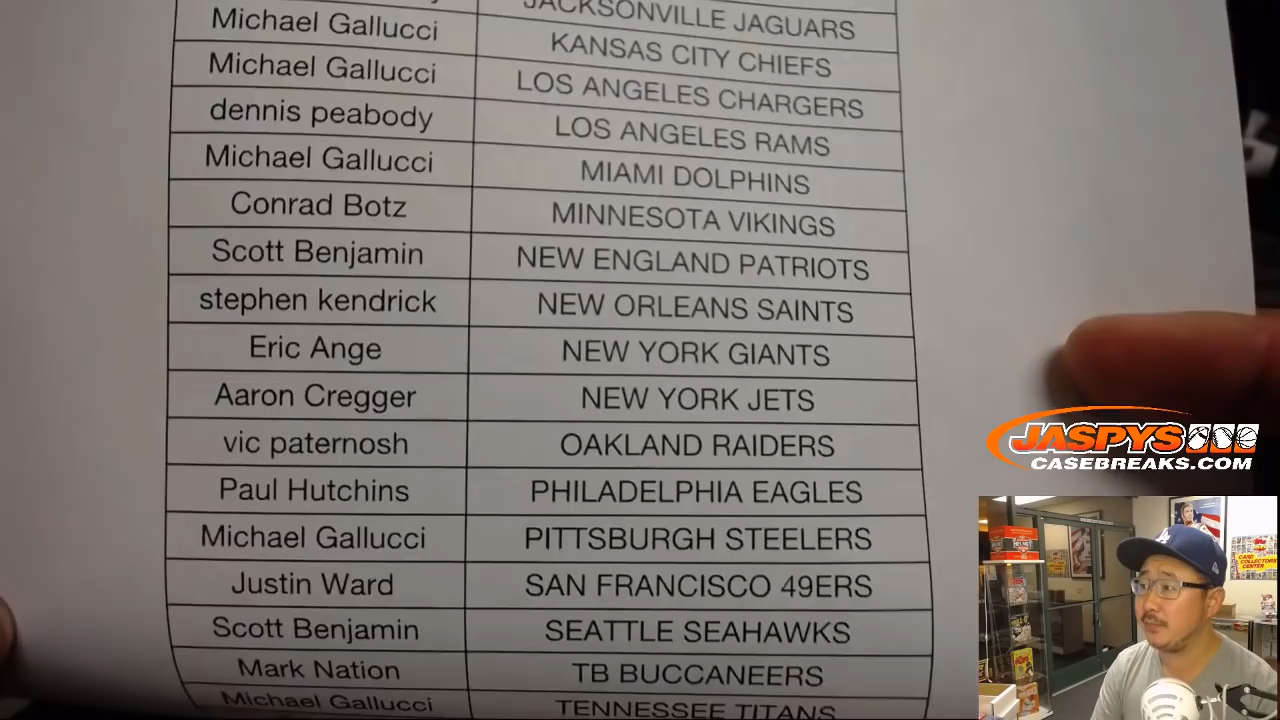 JACKSONVILLE JAGUARS
Michael Gallucci KANSAS CITY CHIEFS
Michael Gallucci LOS ANGELES CHARGERS
dennis peabody LOS ANGELES RAMS
Michael Gallucci MIAMI DOLPHINS
Conrad Botz MINNESOTA VIKINGS
Scott Benjamin NEW ENGLAND PATRIOTS
stephen kendrick NEW ORLEANS SAINTS
Eric Ange NEW YORK GIANTS
Aaron Cregger NEW YORK JETS
vic paternosh OAKLAND RAIDERS
Paul Hutchins PHILADELPHIA EAGLES
Michael Gallucci PITTSBURGH STEELERS
Justin Ward SAN FRANCISCO 49ERS
Scott Benjamin SEATTLE SEAHAWKS
Mark Nation TB BUCCANEERS
Michael Gallucci TENNESSEE TITANS
JASPYS
CASEBREAKS.COM
CARD
COLLECTORS
CENTER
LA